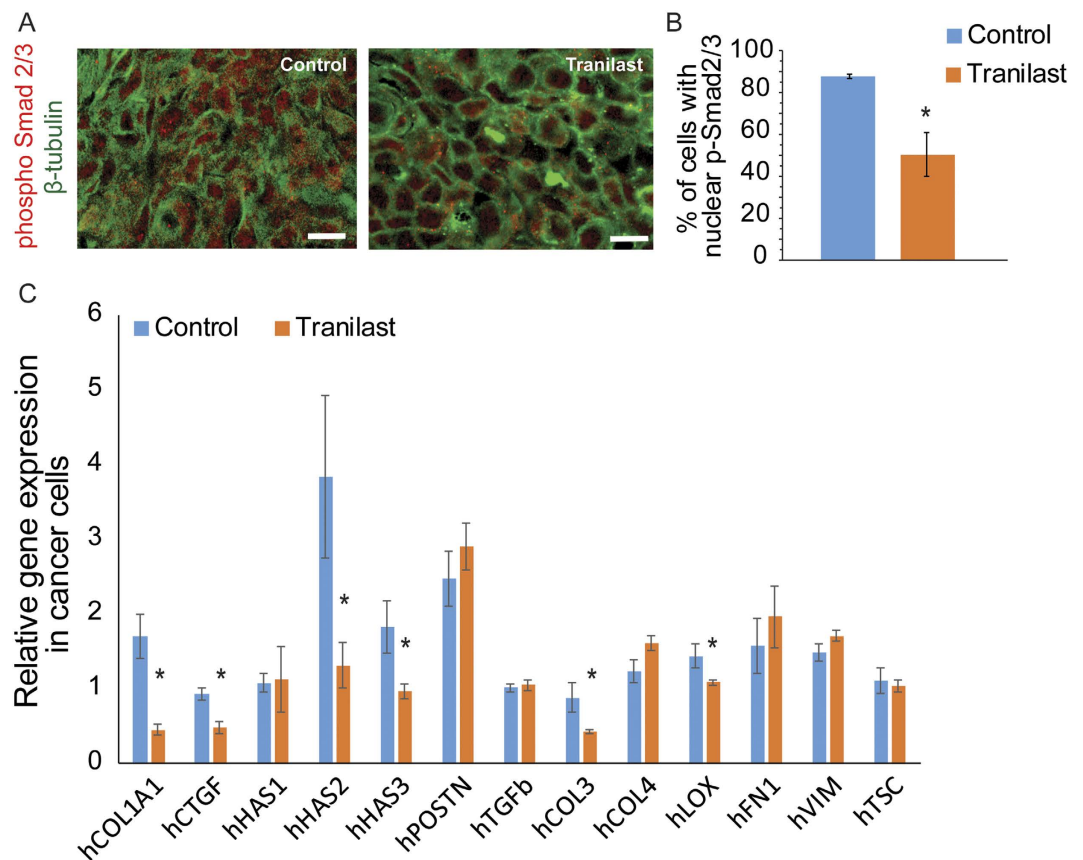 A
phospho Smad 2/3
β-tubulin
Control
Tranilast
B
% of cells with
nuclear p-Smad2/3
100
80
60
40
20
0
*
Control
Tranilast
C
Relative gene expression
in cancer cells
6
5
4
3
2
1
0
Control
Tranilast
*
*
*
*
*
*
hCOL1A1
hCTGF
hHAS1
hHAS2
hHAS3
hPOSTN
hTGFb
hCOL3
hCOL4
hLOX
hFN1
hVIM
hTSC